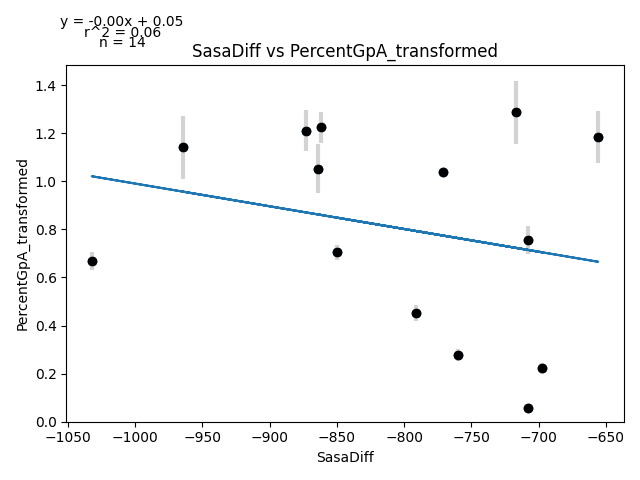 y = -0.00x + 0.05
r^2 = 0.06
n = 14
SasaDiff vs PercentGpA_transformed
PercentGpA_transformed
1.4
1.2
1.0
0.8
0.6
0.4
0.2
0.0
−1050 −1000 −950 −900 −850 −800 −750 −700 −650
SasaDiff